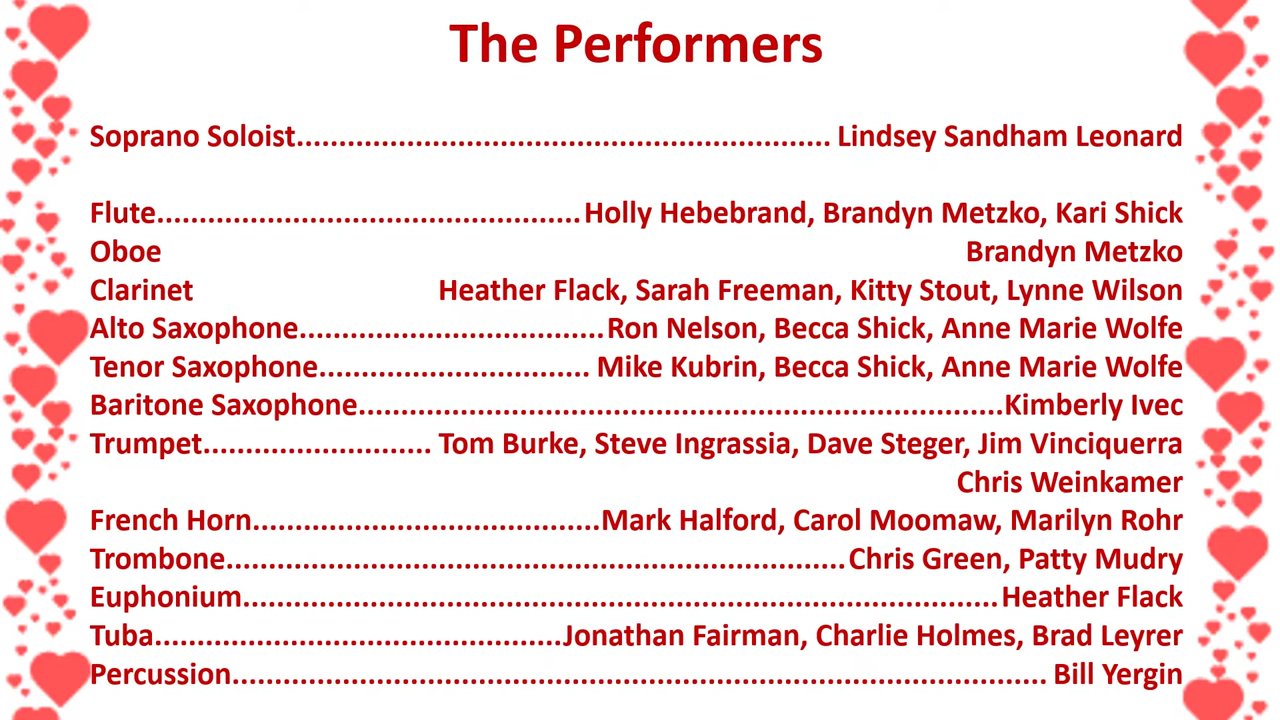 The Performers
Soprano Soloist............................................................... Lindsey Sandham Leonard
Flute..................................................Holly Hebebrand, Brandyn Metzko, Kari Shick
Oboe Brandyn Metzko
Clarinet Heather Flack, Sarah Freeman, Kitty Stout, Lynne Wilson
Alto Saxophone....................................Ron Nelson, Becca Shick, Anne Marie Wolfe
Tenor Saxophone................................ Mike Kubrin, Becca Shick, Anne Marie Wolfe
Baritone Saxophone............................................................................Kimberly Ivec
Trumpet........................... Tom Burke, Steve Ingrassia, Dave Steger, Jim Vinciquerra
Chris Weinkamer
French Horn.........................................Mark Halford, Carol Moomaw, Marilyn Rohr
Trombone.........................................................................Chris Green, Patty Mudry
Euphonium.........................................................................................Heather Flack
Tuba................................................Jonathan Fairman, Charlie Holmes, Brad Leyrer
Percussion................................................................................................ Bill Yergin